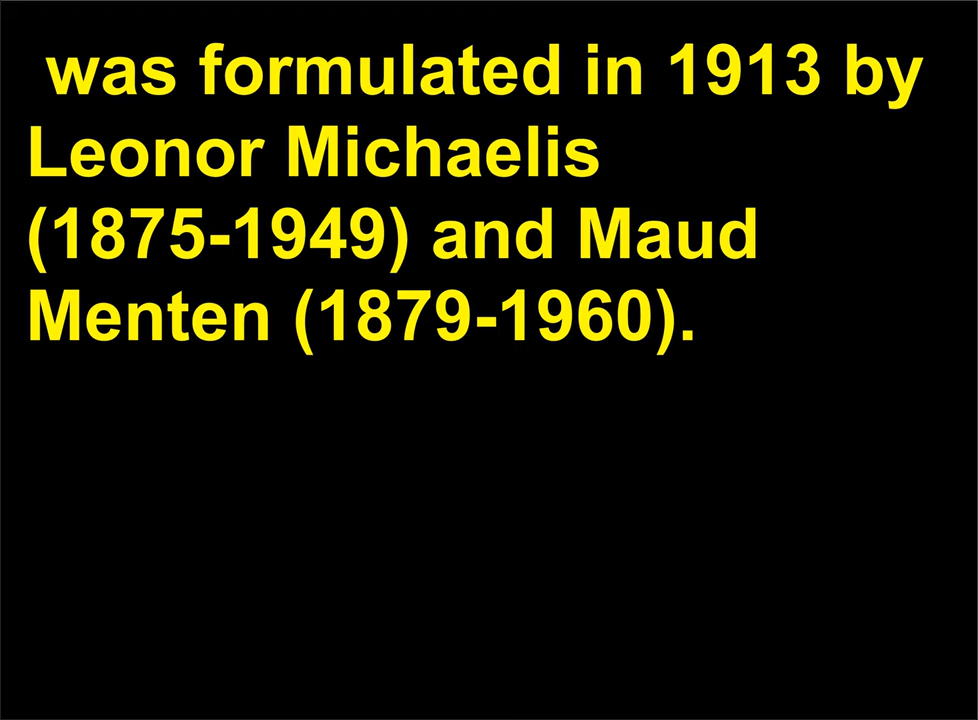 was formulated in 1913 by
Leonor Michaelis
(1875-1949) and Maud
Menten (1879-1960).